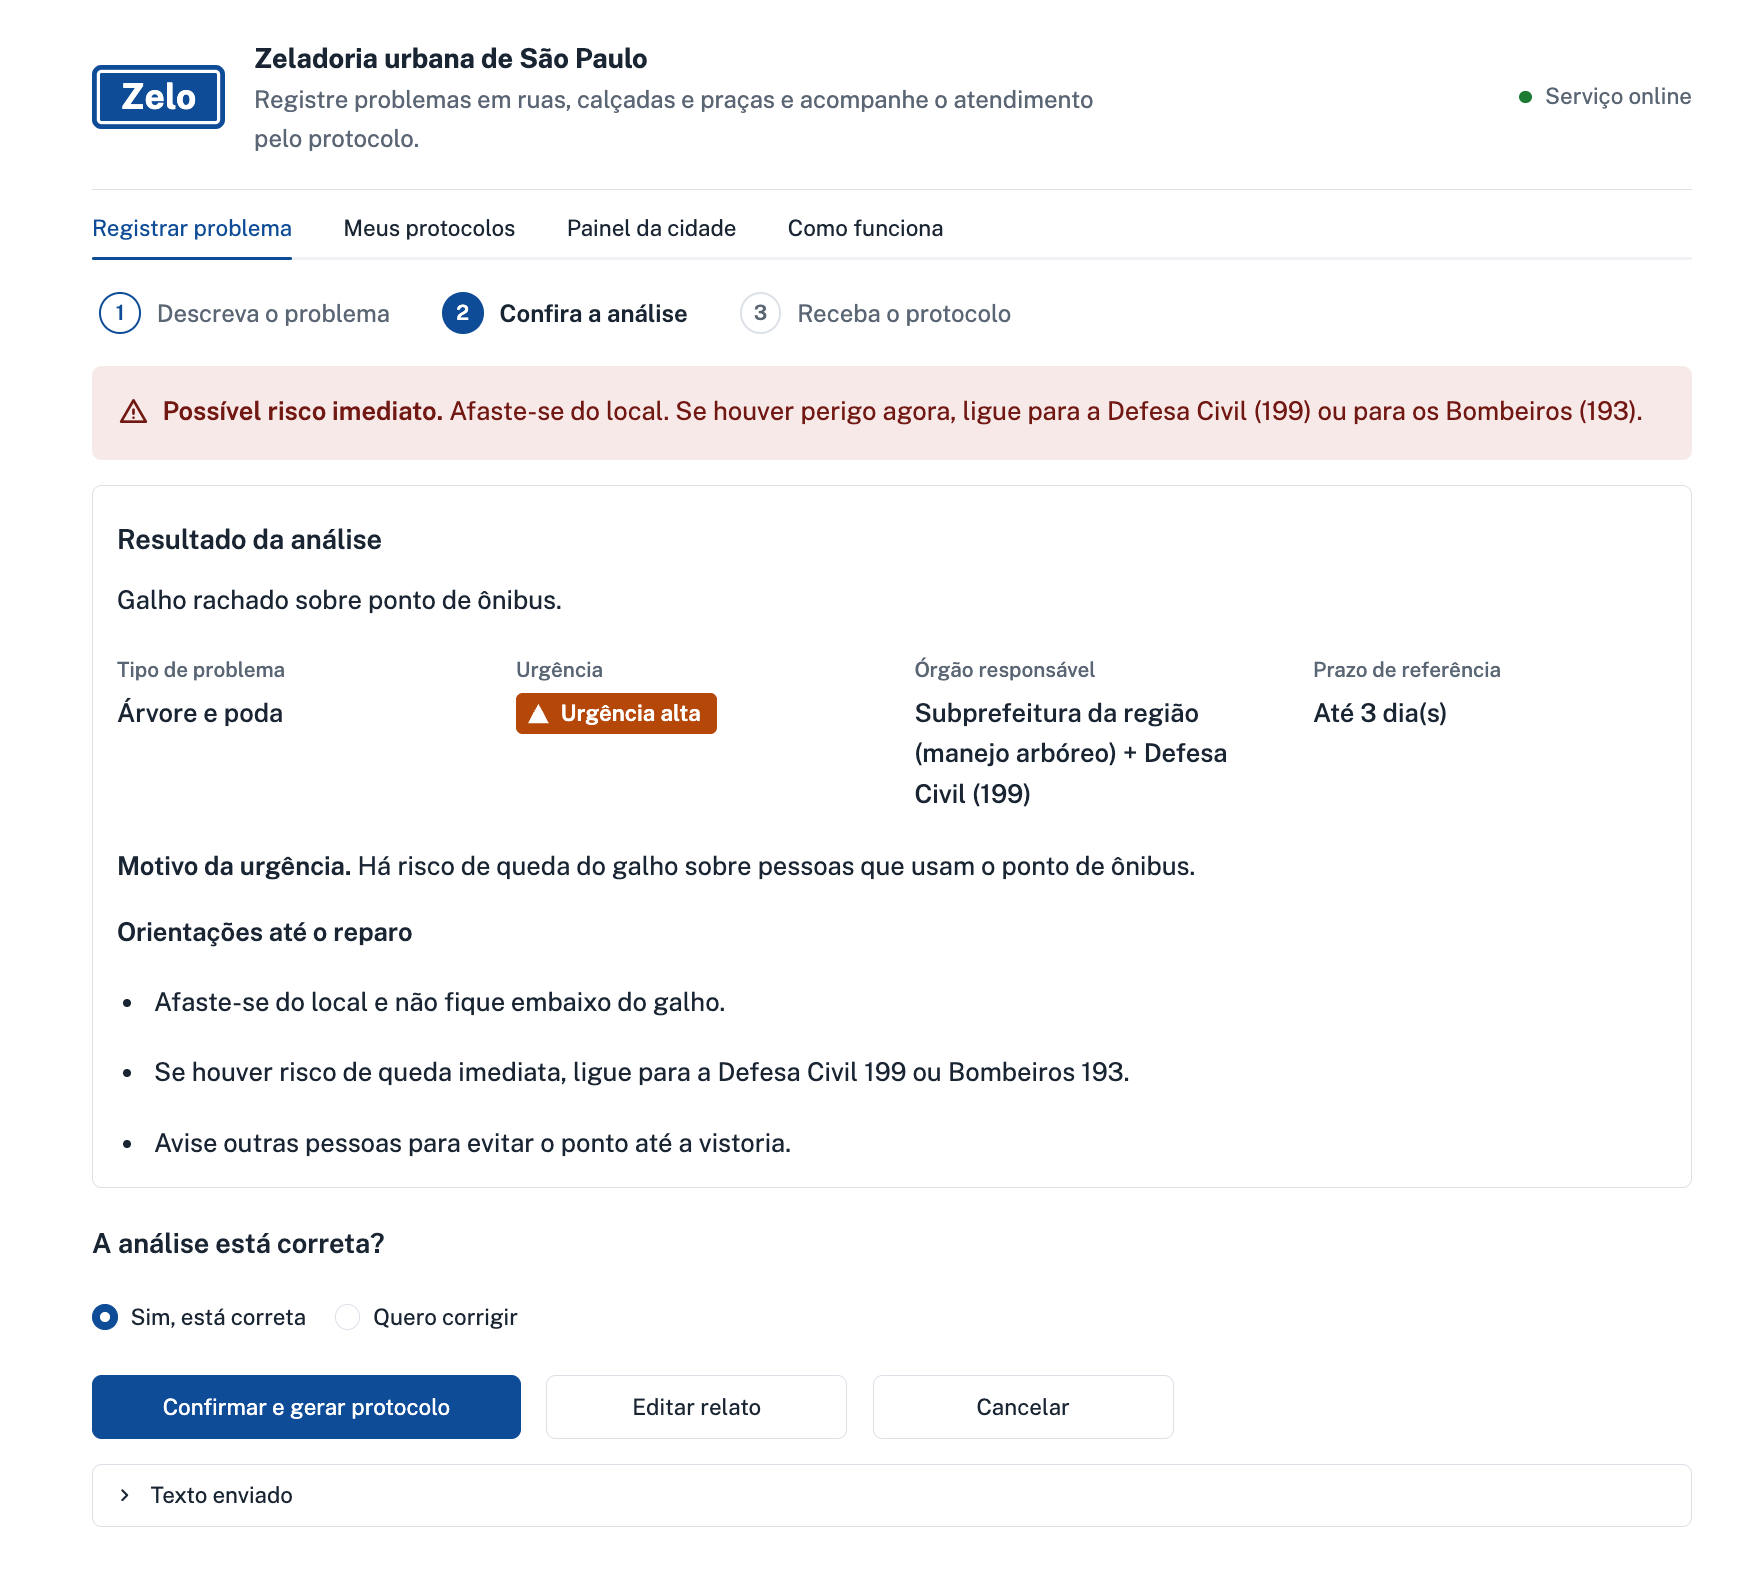 Zelo
Zeladoria urbana de São Paulo
Registre problemas em ruas, calçadas e praças e acompanhe o atendimento
pelo protocolo.
Serviço online
Registrar problema
Meus protocolos
Painel da cidade
Como funciona
1
Descreva o problema
2
Confira a análise
3
Receba o protocolo
Possível risco imediato. Afaste-se do local. Se houver perigo agora, ligue para a Defesa Civil (199) ou para os Bombeiros (193).
Resultado da análise
Galho rachado sobre ponto de ônibus.
Tipo de problema
Árvore e poda
Urgência
Urgência alta
Órgão responsável
Subprefeitura da região
(manejo arbóreo) + Defesa
Civil (199)
Prazo de referência
Até 3 dia(s)
Motivo da urgência. Há risco de queda do galho sobre pessoas que usam o ponto de ônibus.
Orientações até o reparo
• Afaste-se do local e não fique embaixo do galho.
• Se houver risco de queda imediata, ligue para a Defesa Civil 199 ou Bombeiros 193.
• Avise outras pessoas para evitar o ponto até a vistoria.
A análise está correta?
Sim, está correta
Quero corrigir
Confirmar e gerar protocolo
Editar relato
Cancelar
Texto enviado